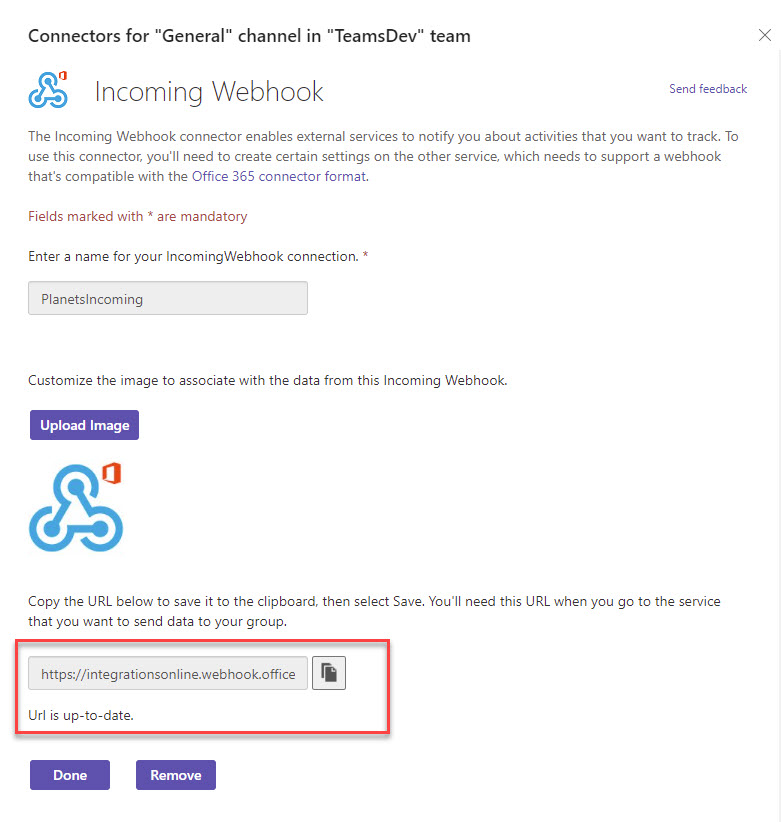 Connectors for "General" channel in "TeamsDev" team
Incoming Webhook
Send feedback
The Incoming Webhook connector enables external services to notify you about activities that you want to track. To
use this connector, you'll need to create certain settings on the other service, which needs to support a webhook
that's compatible with the Office 365 connector format.
Fields marked with * are mandatory
Enter a name for your IncomingWebhook connection. *
PlanetsIncoming
Customize the image to associate with the data from this Incoming Webhook.
Upload Image
Copy the URL below to save it to the clipboard, then select Save. You'll need this URL when you go to the service
that you want to send data to your group.
https://integrationsonline.webhook.office
Url is up-to-date.
Done
Remove